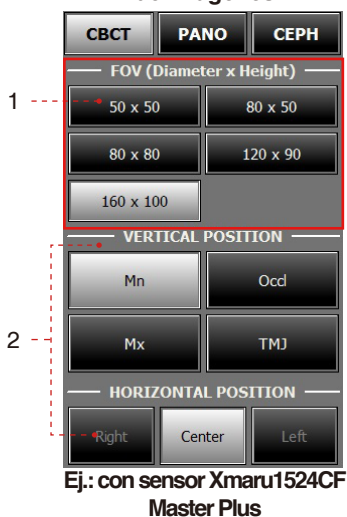 CBCT PANO CEPH
FOV (Diameter x Height)
1
50 x 50 80 x 50
80 x 80 120 x 90
160 x 100
VERTICAL POSITION
Mn Occl
2
Mx TMJ
HORIZONTAL POSITION
Right Center Left
Ej.: con sensor Xmaru1524CF
Master Plus